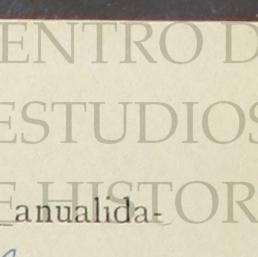 ENTRO D
ESTUDIOS
E HISTOR
_anualida-